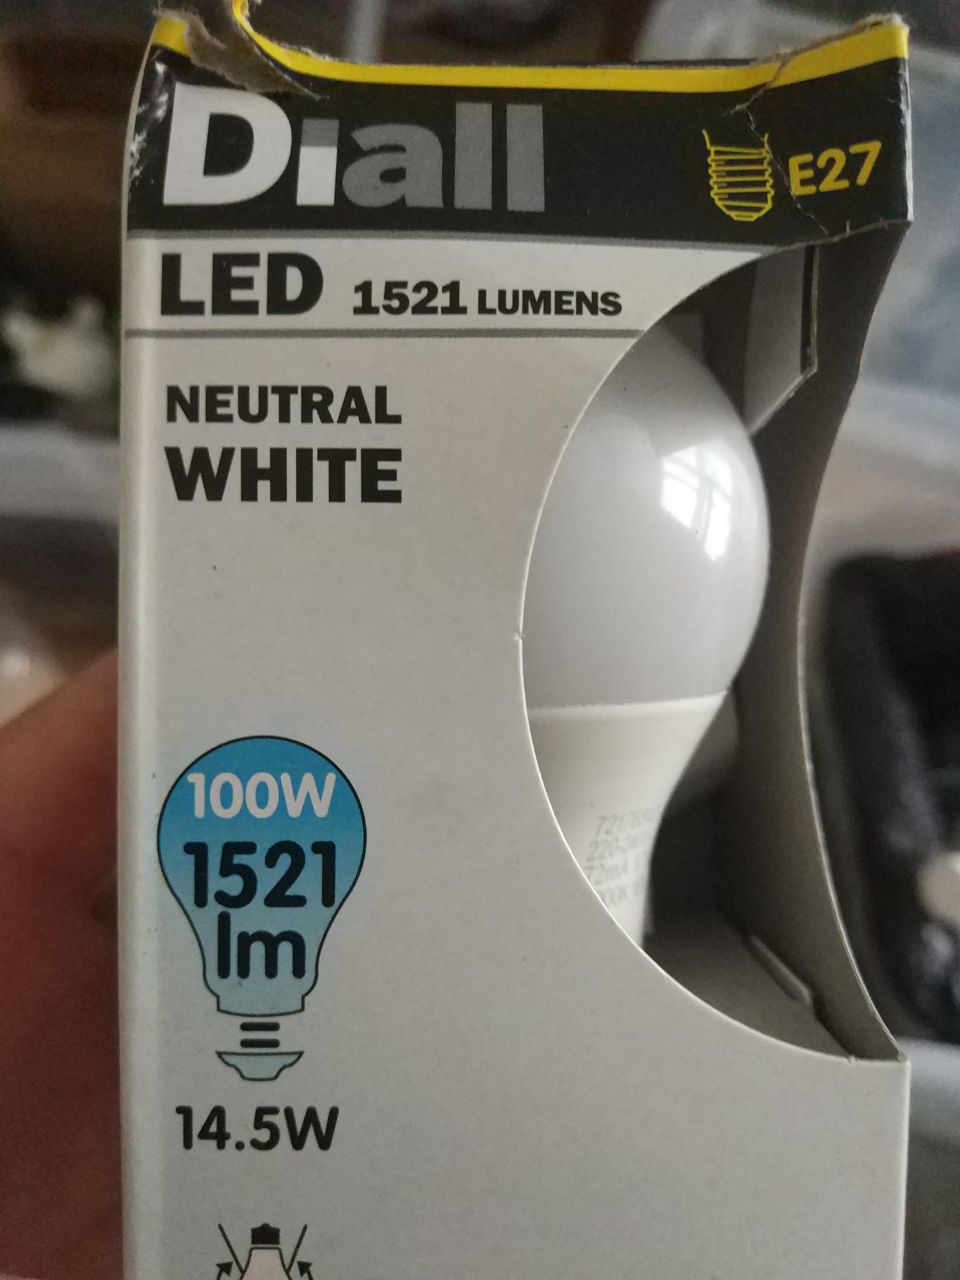 Diall
E27
LED 1521 LUMENS
NEUTRAL
WHITE
100W
1521
lm
14.5W